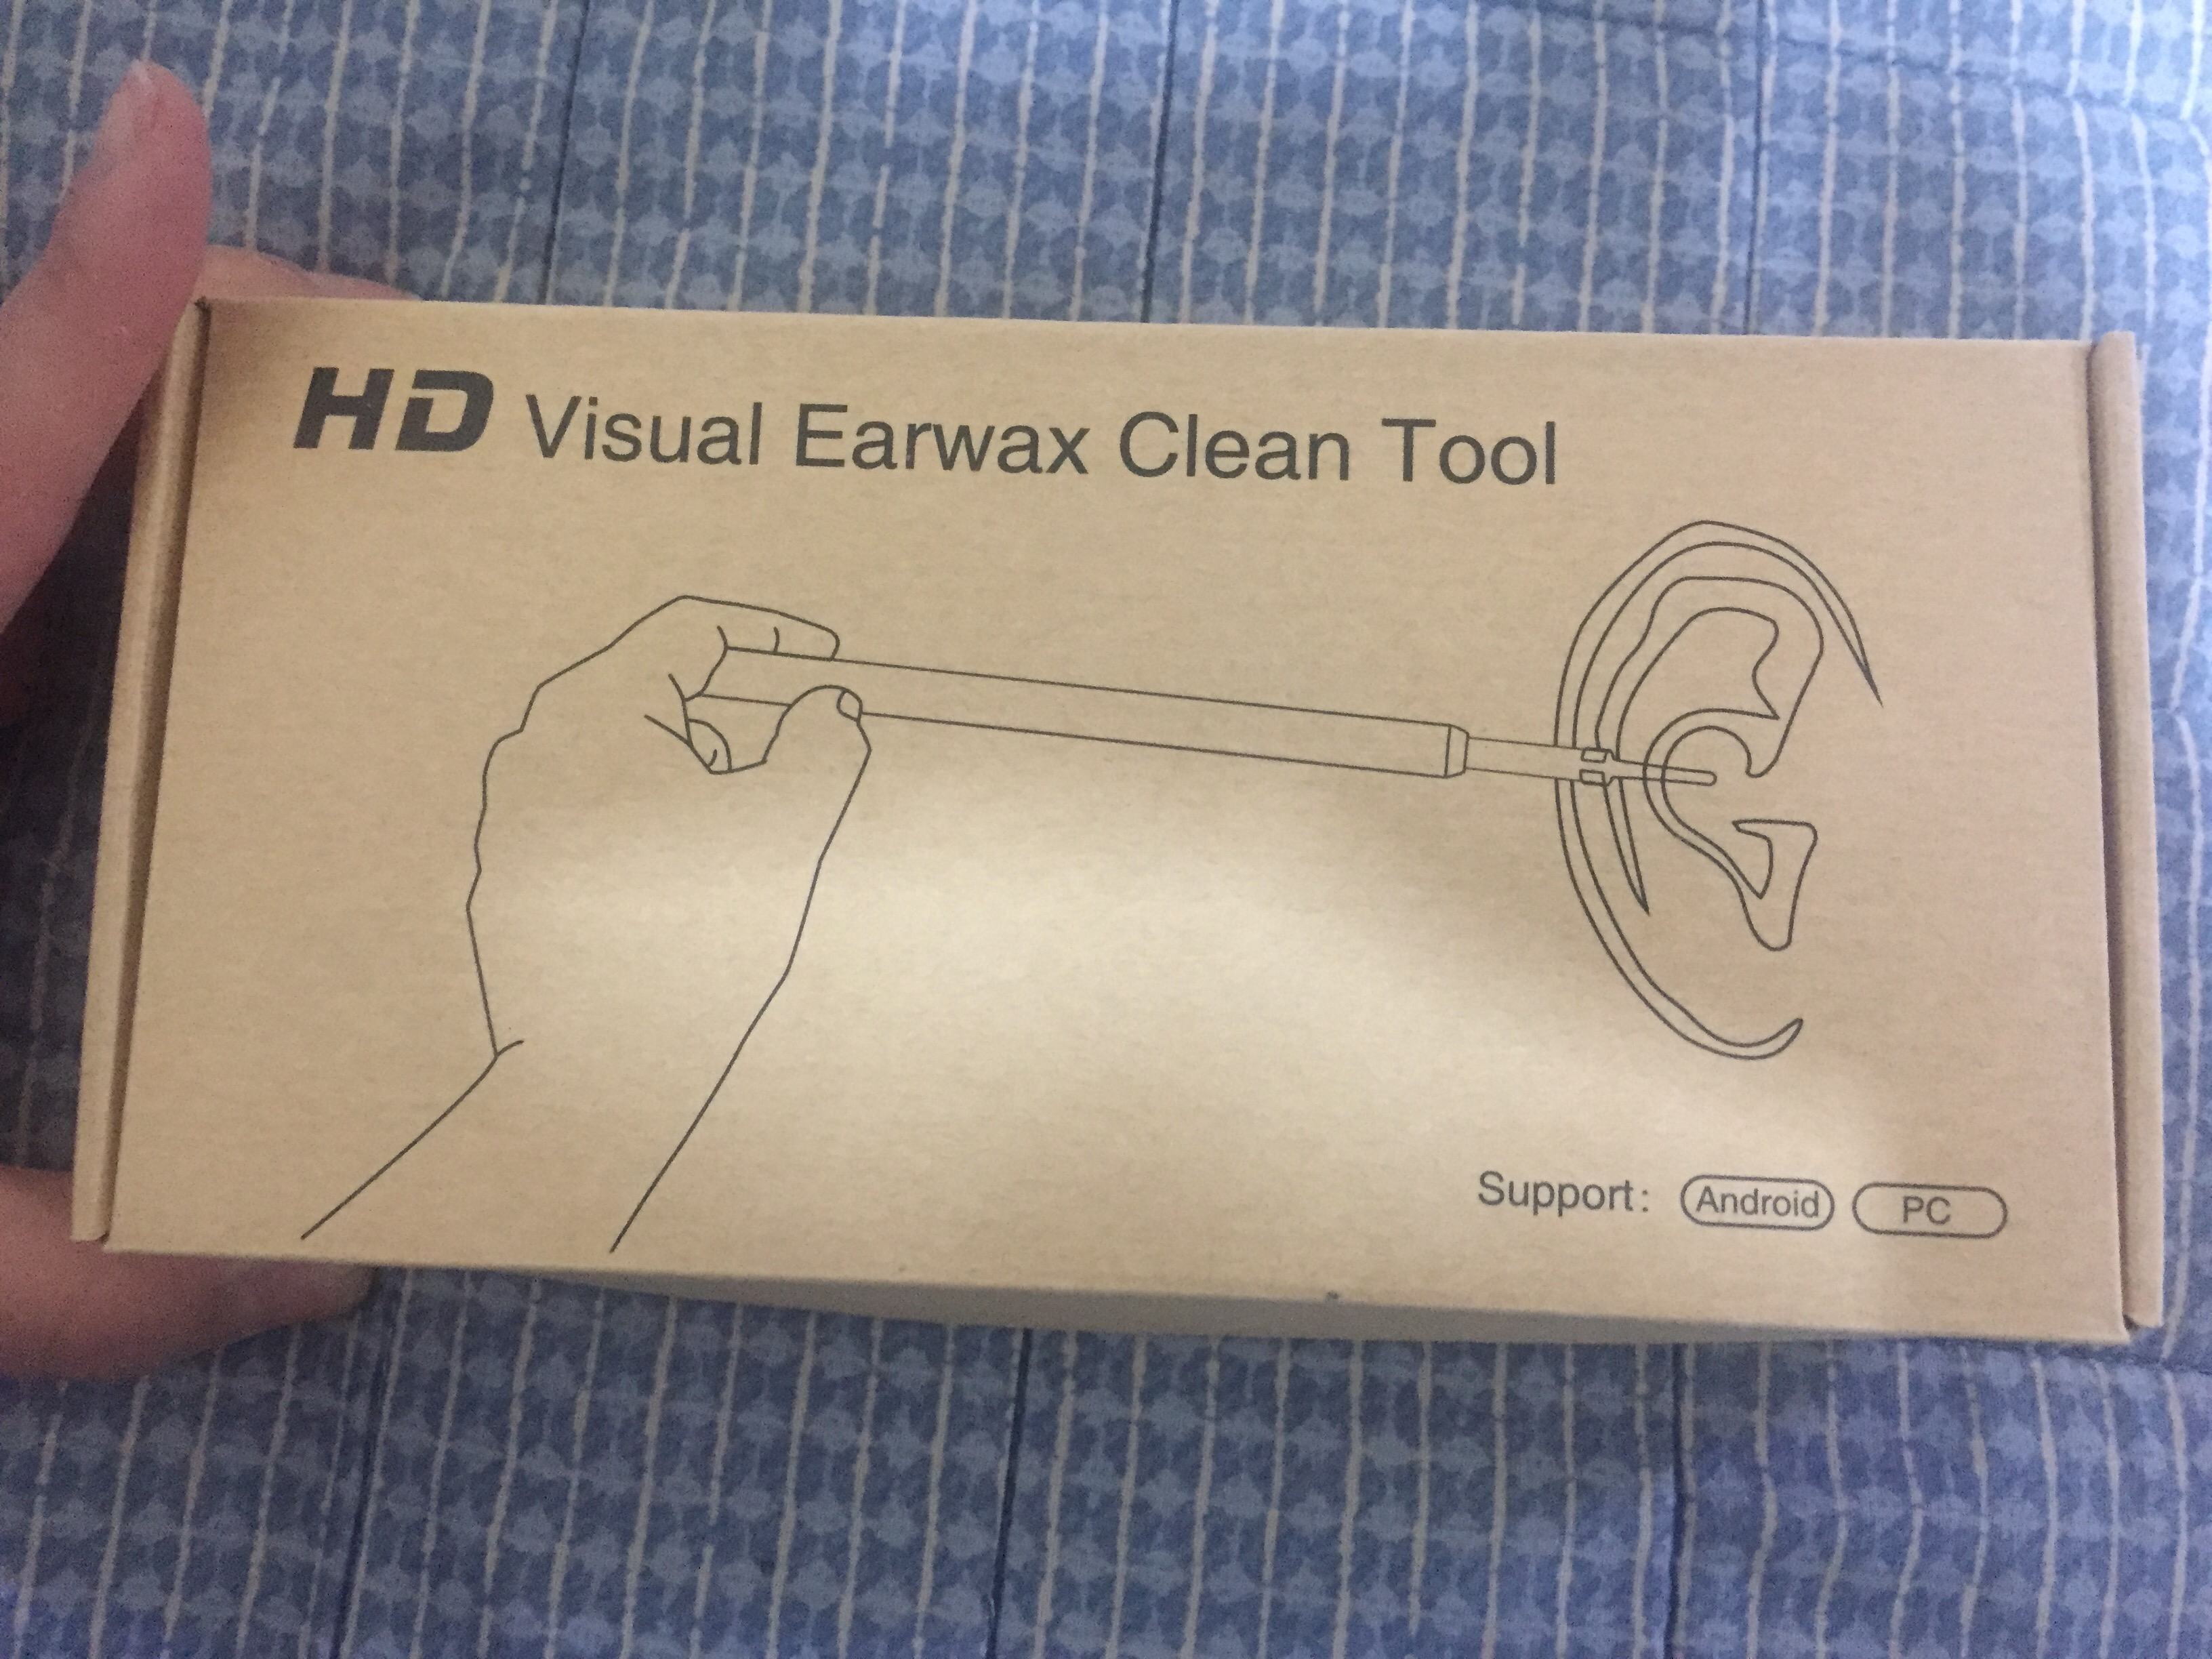 HD Visual Earwax Clean Tool
Support: Android PC